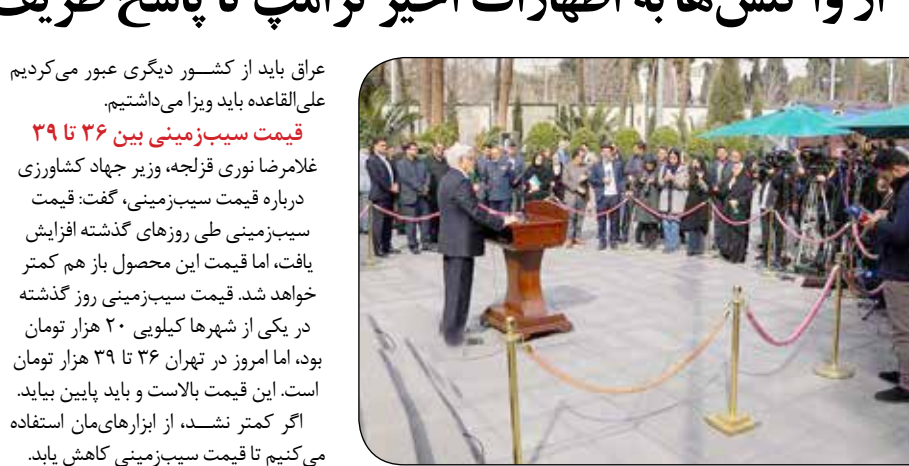 از واکنش‌ها به اظهارات اخیر ترامپ تا پاسخ ظریف
عراق باید از کشـــور دیگری عبور می‌کردیم
علی‌القاعده باید ویزا می‌داشتیم.
قیمت سیب‌زمینی بین ۳۶ تا ۳۹
غلامرضا نوری قزلجه، وزیر جهاد کشاورزی
درباره قیمت سیب‌زمینی، گفت: قیمت
سیب‌زمینی طی روزهای گذشته افزایش
یافت، اما قیمت این محصول باز هم کمتر
خواهد شد. قیمت سیب‌زمینی روز گذشته
در یکی از شهرها کیلویی ۲۰ هزار تومان
بود، اما امروز در تهران ۳۶ تا ۳۹ هزار تومان
است. این قیمت بالاست و باید پایین بیاید.
اگر کمتر نشـــد، از ابزارهای‌مان استفاده
می‌کنیم تا قیمت سیب‌زمینی کاهش یابد.